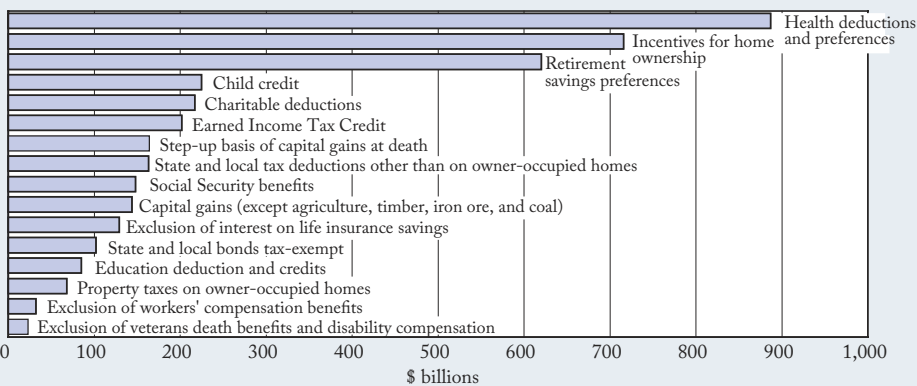 Health deductions
and preferences
Incentives for home
ownership
Retirement
savings preferences
Child credit
Charitable deductions
Earned Income Tax Credit
Step-up basis of capital gains at death
State and local tax deductions other than on owner-occupied homes
Social Security benefits
Capital gains (except agriculture, timber, iron ore, and coal)
Exclusion of interest on life insurance savings
State and local bonds tax-exempt
Education deduction and credits
Property taxes on owner-occupied homes
Exclusion of workers' compensation benefits
Exclusion of veterans death benefits and disability compensation
0 100 200 300 400 500 600 700 800 900 1,000
$ billions